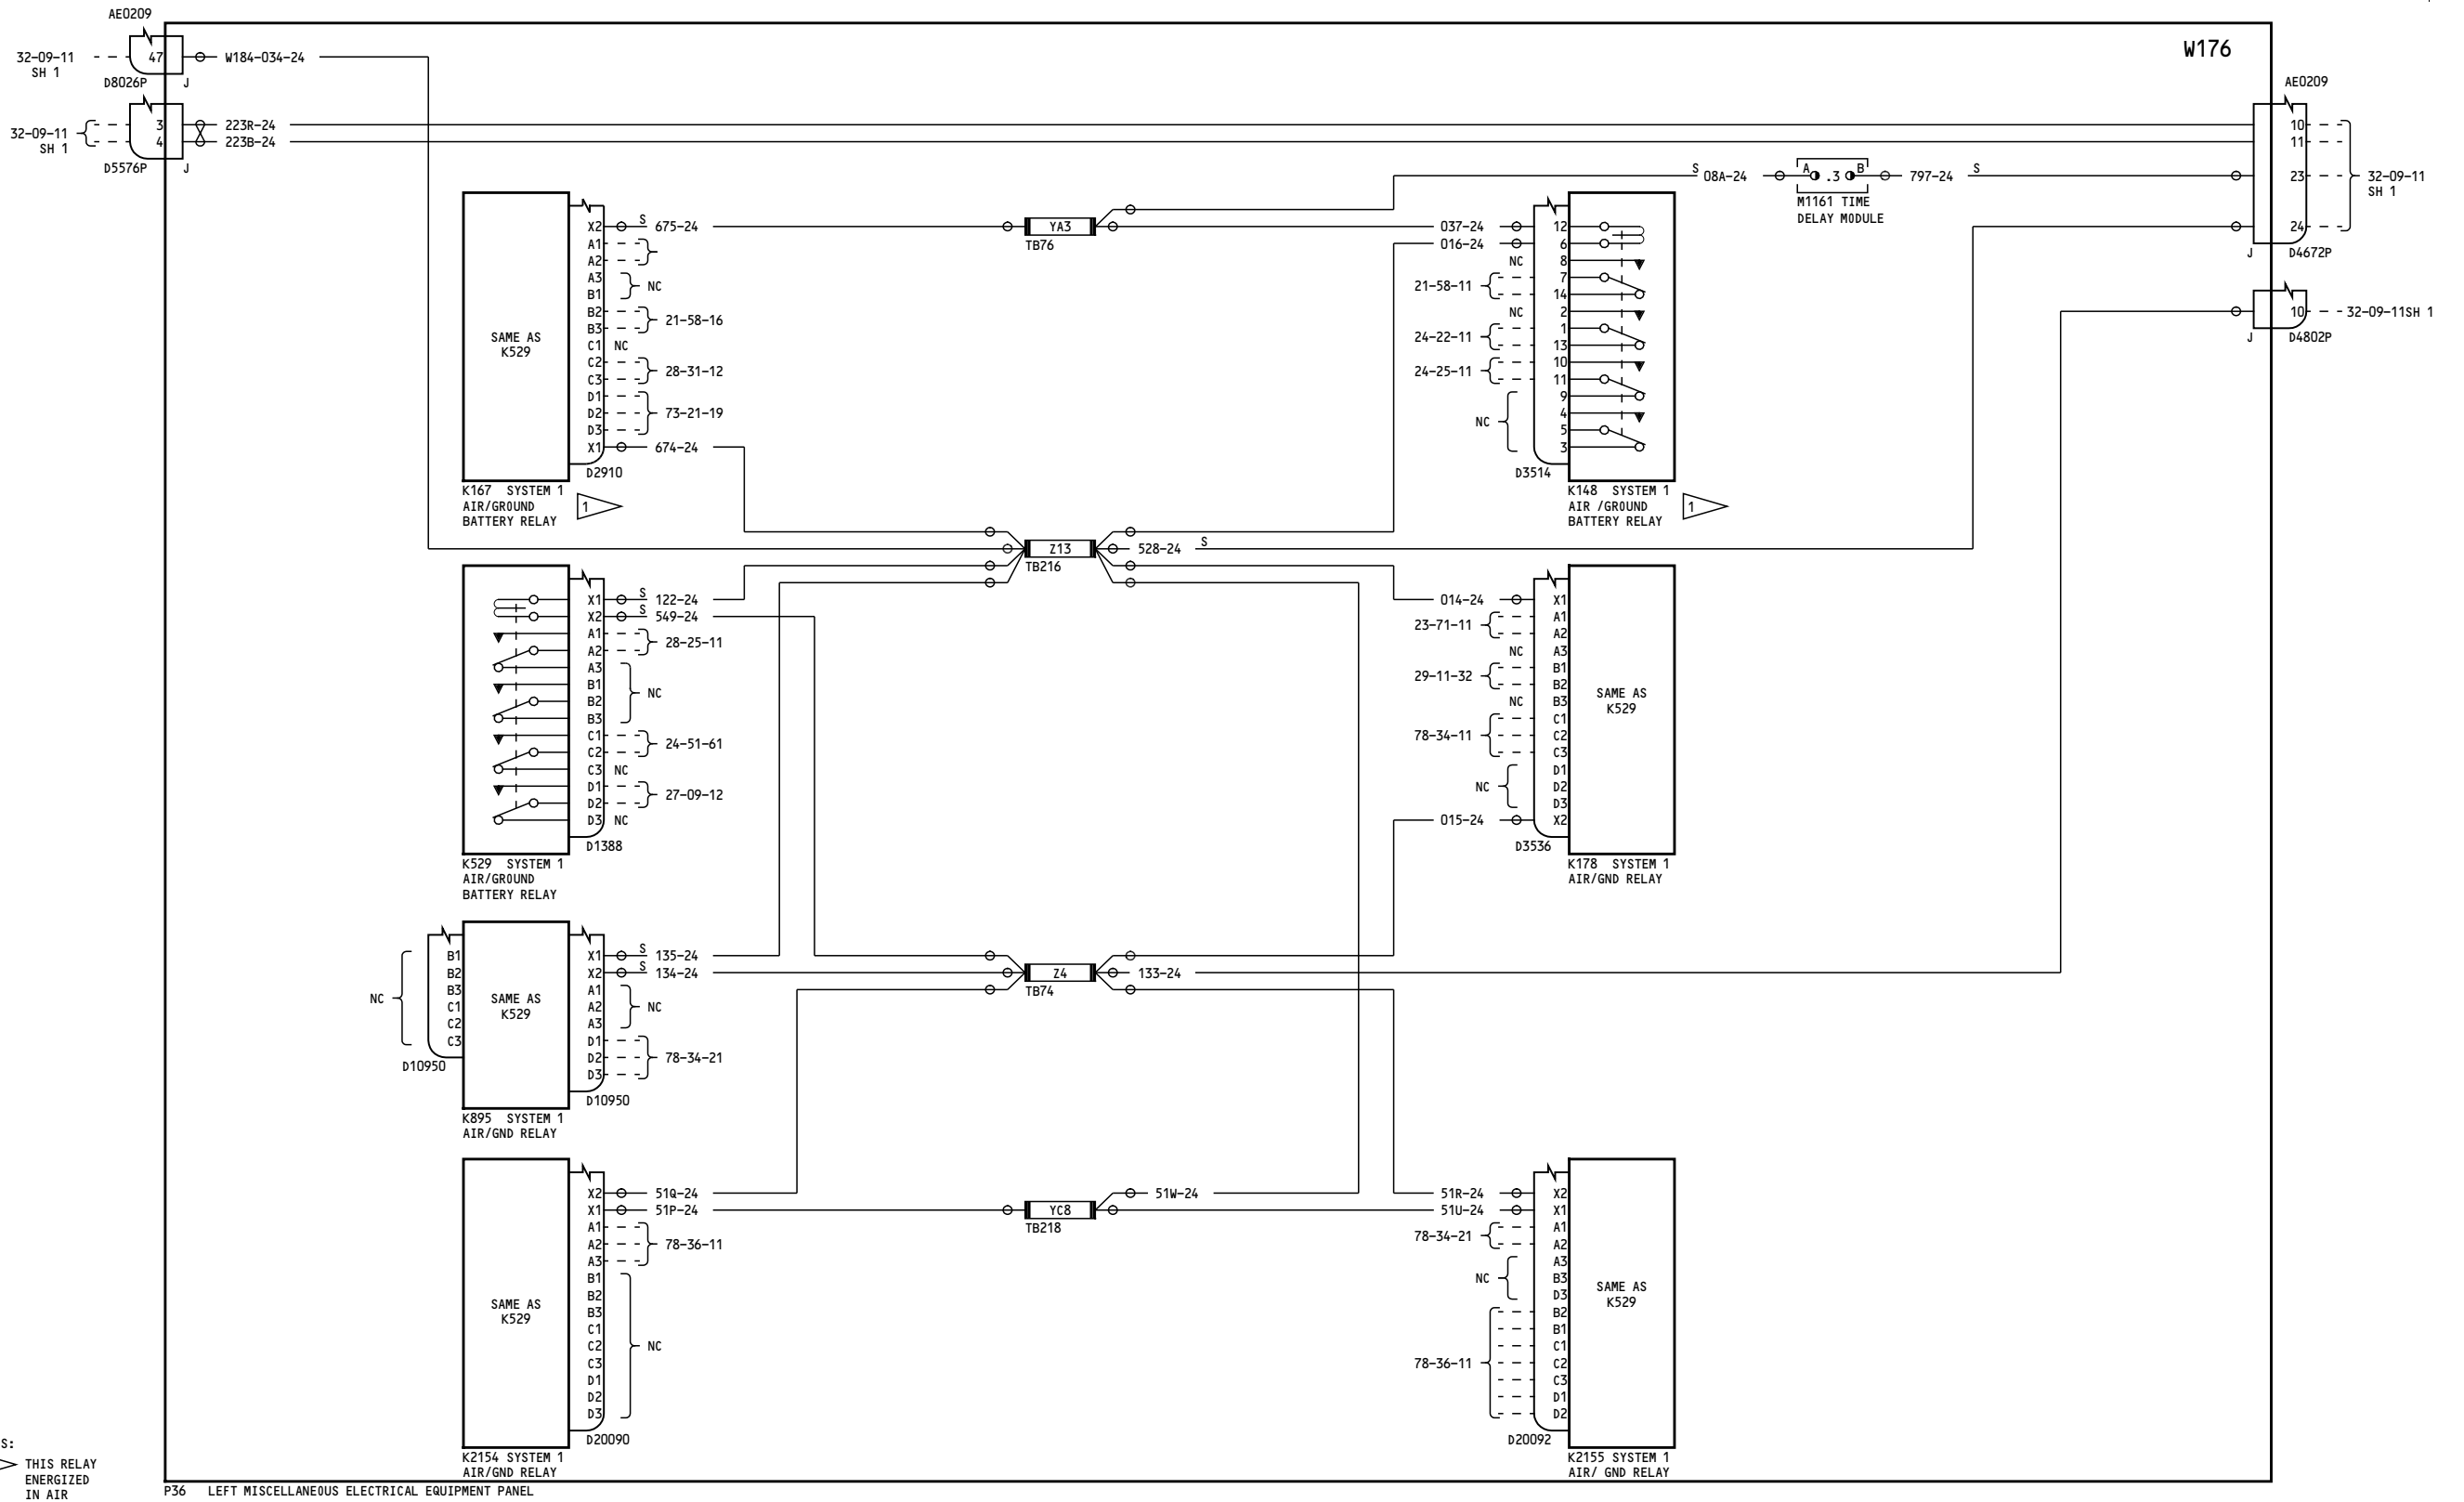 AE0209
32-09-11
SH 1
47
W184-034-24
D8026P
J
32-09-11
SH 1
3
4
223R-24
223B-24
D5576P
J
W176
AE0209
10
11
23
24
32-09-11
SH 1
J
D4672P
10
32-09-11SH 1
J
D4802P
S
08A-24
A
.3
B
797-24
S
M1161 TIME
DELAY MODULE
SAME AS
K529
X2
A1
A2
A3
B1
B2
B3
C1
C2
C3
D1
D2
D3
X1
S
675-24
NC
21-58-16
NC
28-31-12
73-21-19
674-24
D2910
K167 SYSTEM 1
AIR/GROUND
BATTERY RELAY
1
YA3
TB76
037-24
016-24
NC
21-58-11
NC
24-22-11
24-25-11
NC
12
6
8
7
14
2
1
13
10
11
9
4
5
3
D3514
K148 SYSTEM 1
AIR /GROUND
BATTERY RELAY
1
Z13
TB216
528-24
S
X1
X2
A1
A2
A3
B1
B2
B3
C1
C2
C3
D1
D2
D3
S
122-24
S
549-24
28-25-11
NC
24-51-61
NC
27-09-12
NC
D1388
K529 SYSTEM 1
AIR/GROUND
BATTERY RELAY
014-24
23-71-11
NC
29-11-32
NC
78-34-11
NC
015-24
X1
A1
A2
A3
B1
B2
B3
C1
C2
C3
D1
D2
D3
X2
SAME AS
K529
D3536
K178 SYSTEM 1
AIR/GND RELAY
NC
B1
B2
B3
C1
C2
C3
D10950
SAME AS
K529
X1
X2
A1
A2
A3
D1
D2
D3
S
135-24
S
134-24
NC
78-34-21
D10950
K895 SYSTEM 1
AIR/GND RELAY
Z4
TB74
133-24
SAME AS
K529
X2
X1
A1
A2
A3
B1
B2
B3
C1
C2
C3
D1
D2
D3
51Q-24
51P-24
78-36-11
NC
D20090
K2154 SYSTEM 1
AIR/GND RELAY
YC8
TB218
51W-24
51R-24
51U-24
78-34-21
NC
78-36-11
X2
X1
A1
A2
A3
B3
D3
B2
B1
C1
C2
C3
D1
D2
SAME AS
K529
D20092
K2155 SYSTEM 1
AIR/ GND RELAY
S:
THIS RELAY
ENERGIZED
IN AIR
P36 LEFT MISCELLANEOUS ELECTRICAL EQUIPMENT PANEL